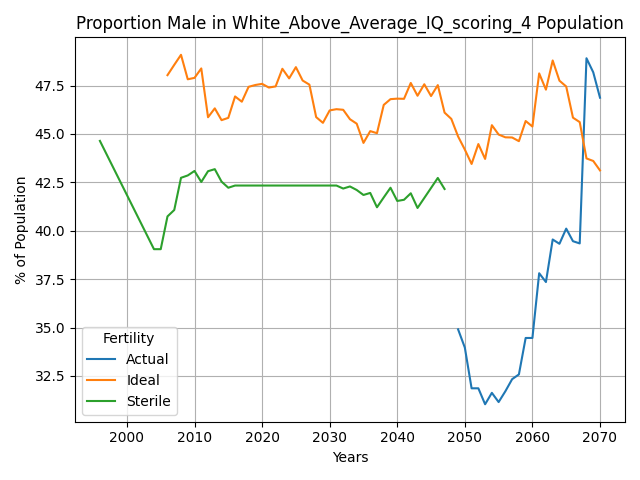 Proportion Male in White_Above_Average_IQ_scoring_4 Population
% of Population
47.5
45.0
42.5
40.0
37.5
35.0
32.5
Fertility
Actual
Ideal
Sterile
2000 2010 2020 2030 2040 2050 2060 2070
Years